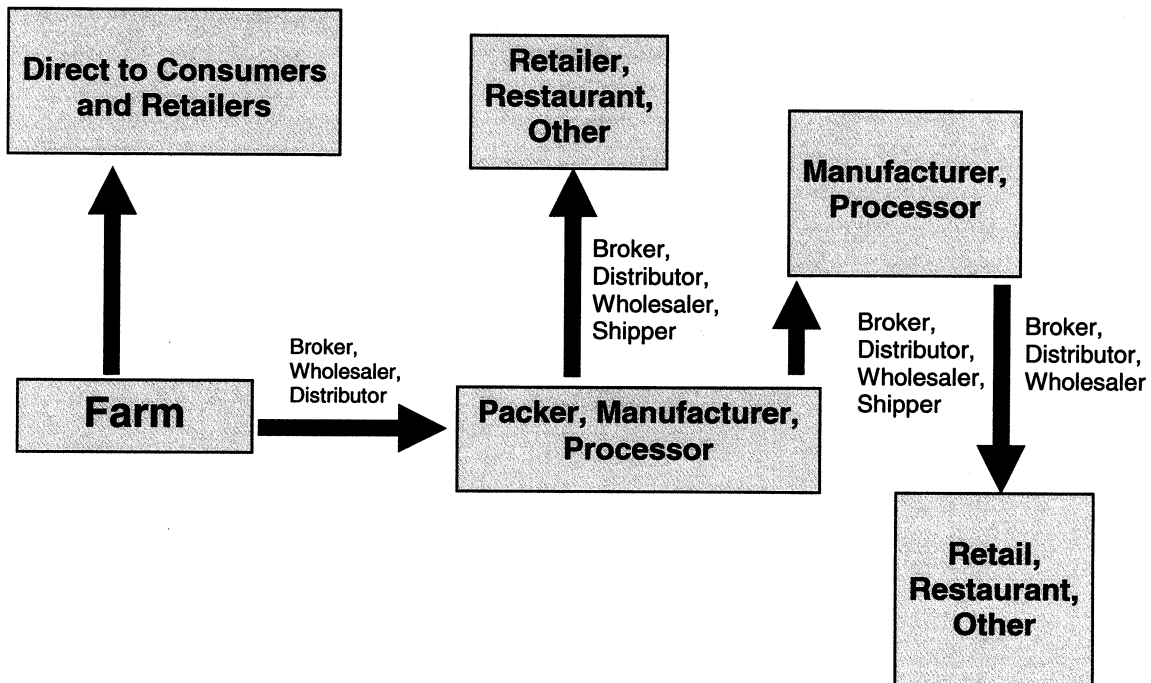 Direct to Consumers
and Retailers
Retailer,
Restaurant,
Other
Manufacturer,
Processor
Broker,
Distributor,
Wholesaler,
Shipper
Broker,
Wholesaler,
Distributor
Farm
Packer, Manufacturer,
Processor
Broker,
Distributor,
Wholesaler,
Shipper
Broker,
Distributor,
Wholesaler
Retail,
Restaurant,
Other